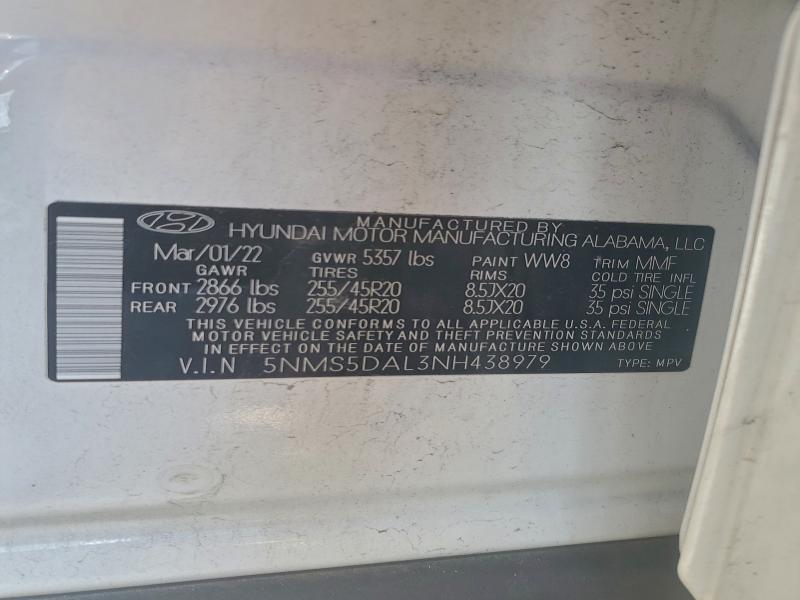 MANUFACTURED BY
HYUNDAI MOTOR MANUFACTURING ALABAMA, LLC
Mar/01/22 GVWR 5357 lbs PAINT WW8 TRIM MMF
GAWR TIRES RIMS COLD TIRE INFL
FRONT 2866 lbs 255/45R20 8.5JX20 35 psi SINGLE
REAR 2976 lbs 255/45R20 8.5JX20 35 psi SINGLE
THIS VEHICLE CONFORMS TO ALL APPLICABLE U.S.A. FEDERAL
MOTOR VEHICLE SAFETY AND THEFT PREVENTION STANDARDS
IN EFFECT ON THE DATE OF MANUFACTURE SHOWN ABOVE
V.I.N 5NMS5DAL3NH438979 TYPE: MPV